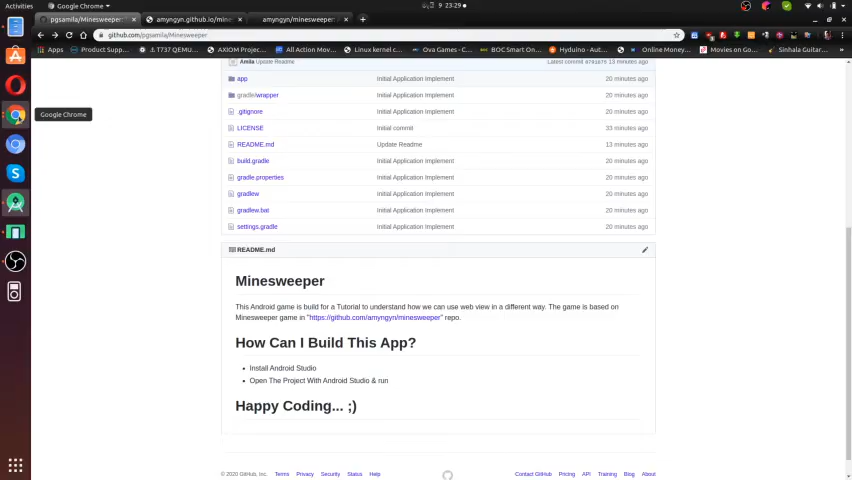 Activities
Google Chrome
9 23:29
pgsamila/Minesweeper:
amyngyn.github.io/mines
amyngyn/minesweeper:
github.com/pgsamila/Minesweeper
Apps
Product Supp...
T737 QEMU...
AXIOM Projec...
All Action Mov...
Linux kernel c...
Ova Games - C...
BOC Smart On...
Hyduino - Aut...
Online Money...
Movies on Go...
Sinhala Guitar...
Amila Update Readme
Latest commit 13 minutes ago
app Initial Application Implement 20 minutes ago
gradle/wrapper Initial Application Implement 20 minutes ago
.gitignore Initial Application Implement 20 minutes ago
LICENSE Initial commit 33 minutes ago
README.md Update Readme 13 minutes ago
build.gradle Initial Application Implement 20 minutes ago
gradle.properties Initial Application Implement 20 minutes ago
gradlew Initial Application Implement 20 minutes ago
gradlew.bat Initial Application Implement 20 minutes ago
settings.gradle Initial Application Implement 20 minutes ago
Google Chrome
README.md
Minesweeper
This Android game is build for a Tutorial to understand how we can use web view in a different way. The game is based on
Minesweeper game in "https://github.com/amyngyn/minesweeper" repo.
How Can I Build This App?
Install Android Studio
Open The Project With Android Studio & run
Happy Coding... ;)
© 2020 GitHub, Inc. Terms Privacy Security Status Help
Contact GitHub Pricing API Training Blog About